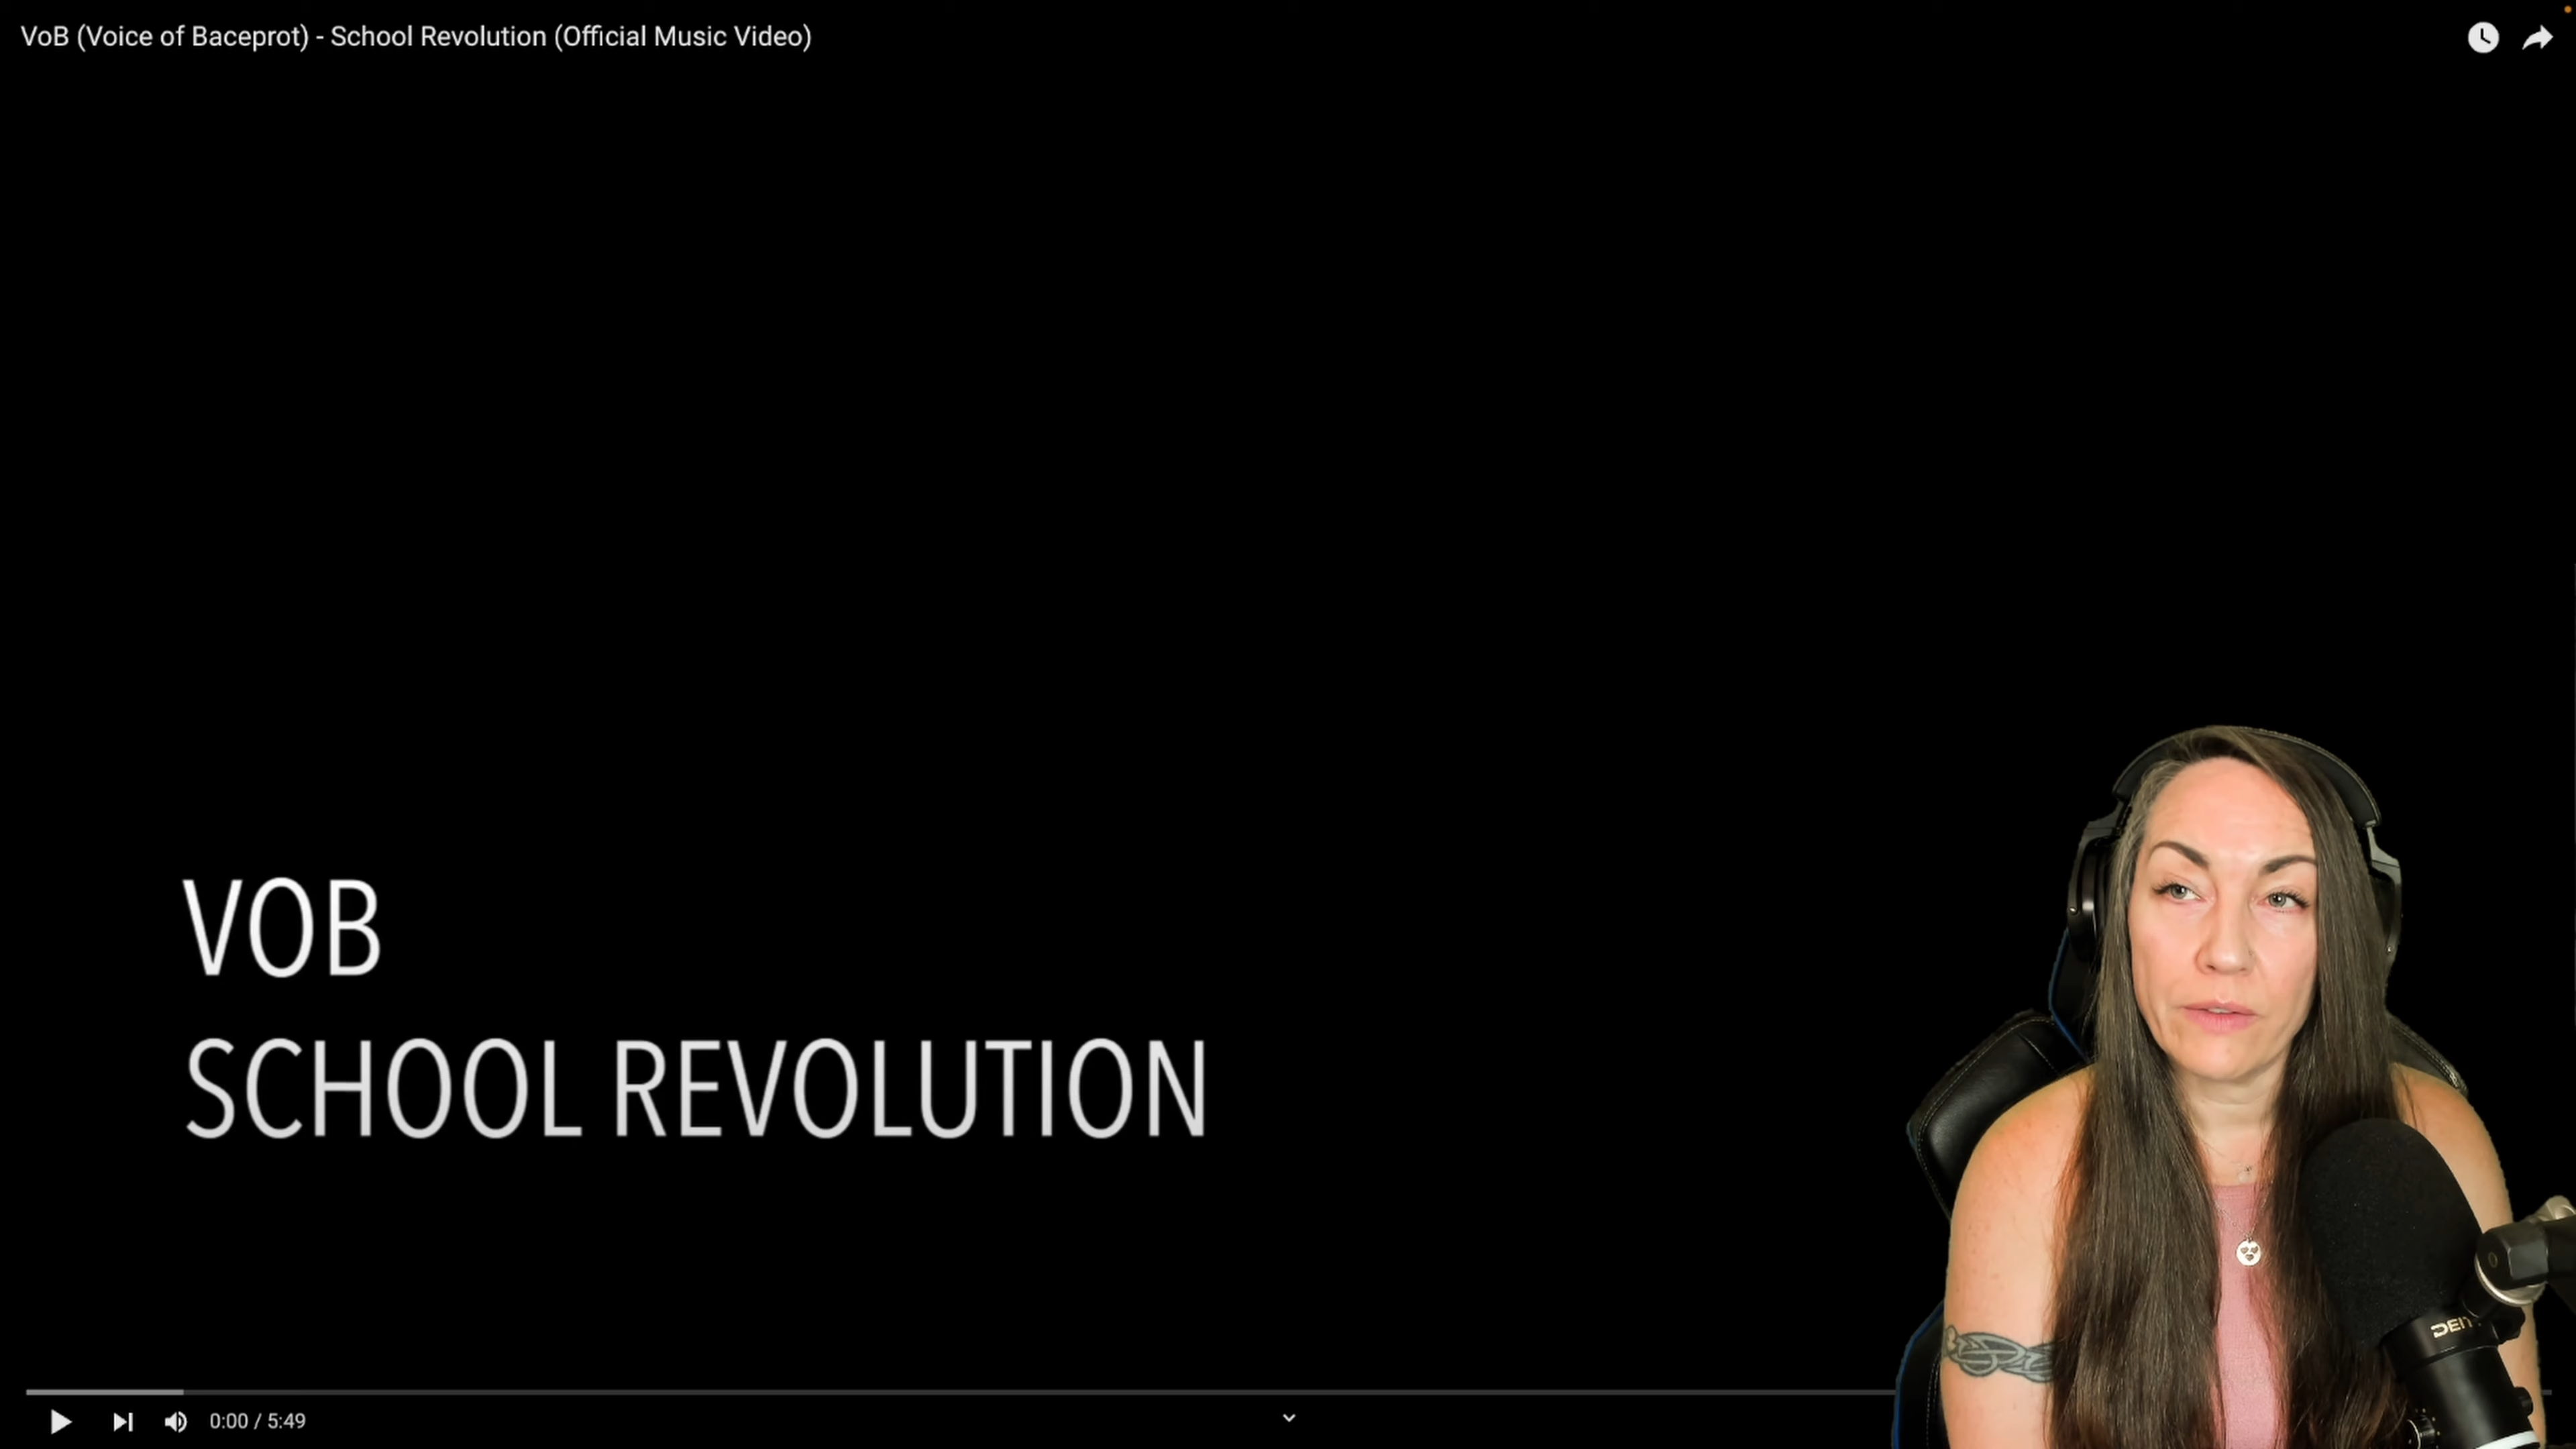 VoB (Voice of Baceprot) - School Revolution (Official Music Video)
VOB
SCHOOL REVOLUTION
0:00 / 5:49